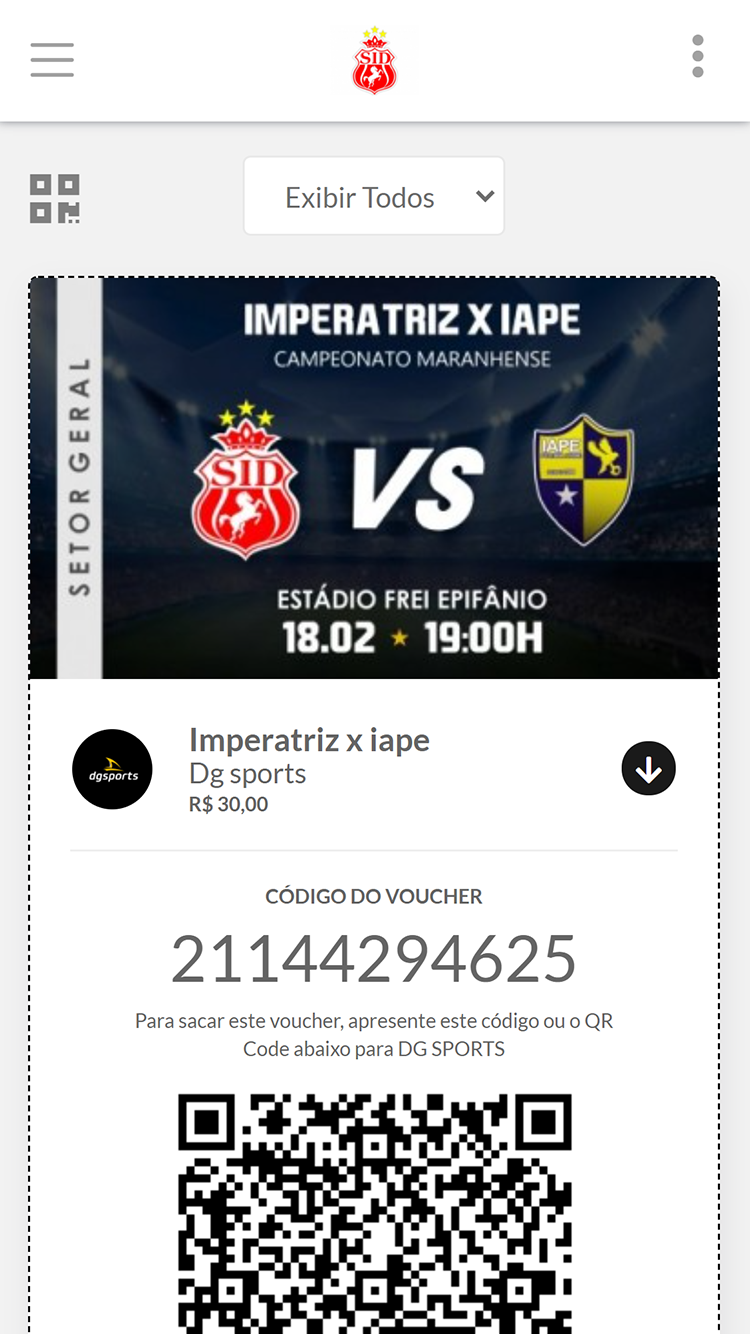 SID
Exibir Todos
SETOR GERAL
IMPERATRIZ X IAPE
CAMPEONATO MARANHENSE
SID
VS
IAPE
ESTÁDIO FREI EPIFÂNIO
18.02 ★ 19:00H
dgsports
Imperatriz x iape
Dg sports
R$ 30,00
CÓDIGO DO VOUCHER
21144294625
Para sacar este voucher, apresente este código ou o QR
Code abaixo para DG SPORTS